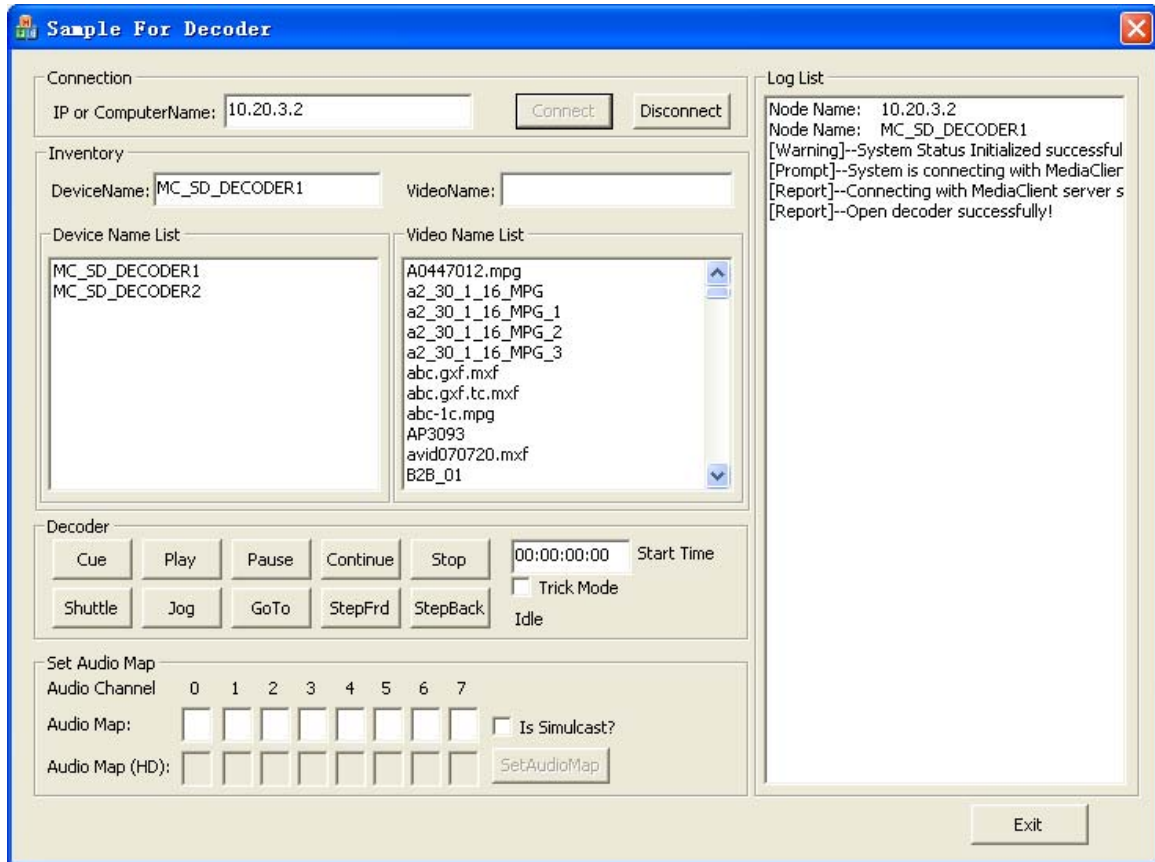 Sample For Decoder
Connection
IP or ComputerName: 10.20.3.2 Connect Disconnect
Inventory
DeviceName: MC_SD_DECODER1 VideoName:
Device Name List
MC_SD_DECODER1
MC_SD_DECODER2
Video Name List
A0447012.mpg
a2_30_1_16_MPG
a2_30_1_16_MPG_1
a2_30_1_16_MPG_2
a2_30_1_16_MPG_3
abc.gxf.mxf
abc.gxf.tc.mxf
abc-1c.mpg
AP3093
avid070720.mxf
B2B_01
Decoder
Cue Play Pause Continue Stop 00:00:00:00 Start Time
Trick Mode
Shuttle Jog GoTo StepFrd StepBack Idle
Set Audio Map
Audio Channel 0 1 2 3 4 5 6 7
Audio Map: Is Simulcast?
Audio Map (HD): SetAudioMap
Log List
Node Name: 10.20.3.2
Node Name: MC_SD_DECODER1
[Warning]--System Status Initialized successful
[Prompt]--System is connecting with MediaClier
[Report]--Connecting with MediaClient server s
[Report]--Open decoder successfully!
Exit